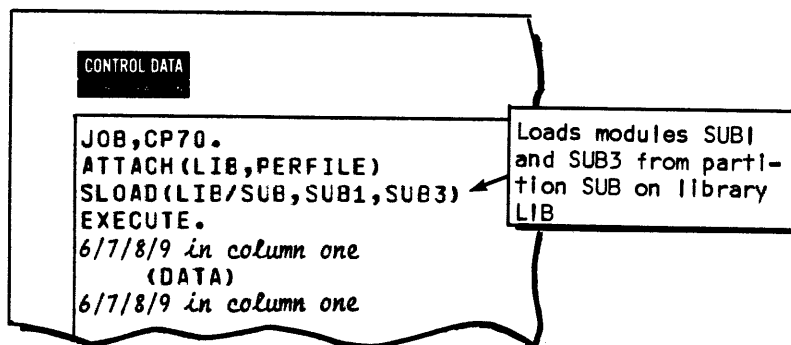 CONTROL DATA
JOB,CP70.
ATTACH(LIB,PERFILE)
SLOAD(LIB/SUB,SUB1,SUB3)
EXECUTE.
6/7/8/9 in column one
(DATA)
6/7/8/9 in column one
Loads modules SUB1
and SUB3 from parti-
tion SUB on library
LIB